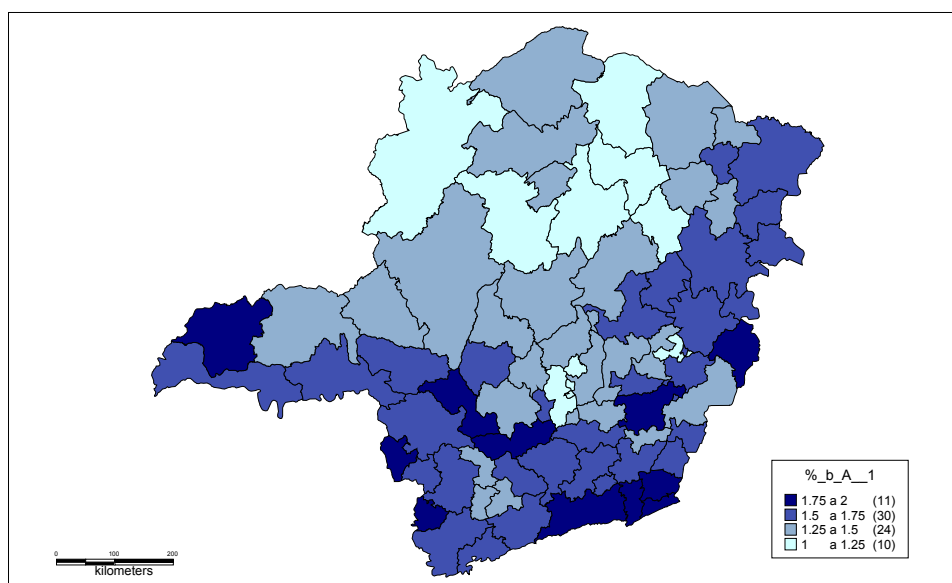 %_b_A__1
1.75 a 2 (11)
1.5 a 1.75 (30)
1.25 a 1.5 (24)
1 a 1.25 (10)
0 100 200
kilometers